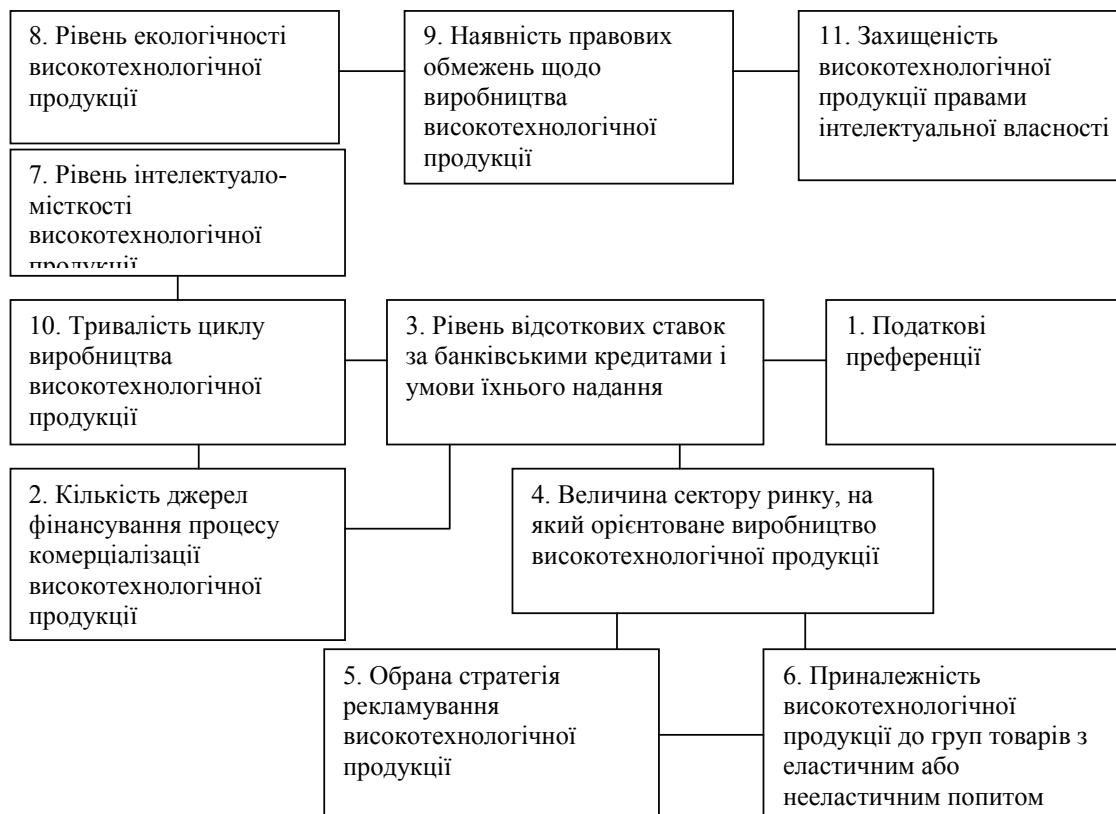 8. Рівень екологічності
високотехнологічної
продукції
9. Наявність правових
обмежень щодо
виробництва
високотехнологічної
продукції
11. Захищеність
високотехнологічної
продукції правами
інтелектуальної власності
7. Рівень інтелектуало-
місткості
високотехнологічної
продукції
10. Тривалість циклу
виробництва
високотехнологічної
продукції
3. Рівень відсоткових ставок
за банківськими кредитами і
умови їхнього надання
1. Податкові
преференції
2. Кількість джерел
фінансування процесу
комерціалізації
високотехнологічної
продукції
4. Величина сектору ринку, на
який орієнтоване виробництво
високотехнологічної продукції
5. Обрана стратегія
рекламування
високотехнологічної
продукції
6. Приналежність
високотехнологічної
продукції до груп товарів з
еластичним або
нееластичним попитом